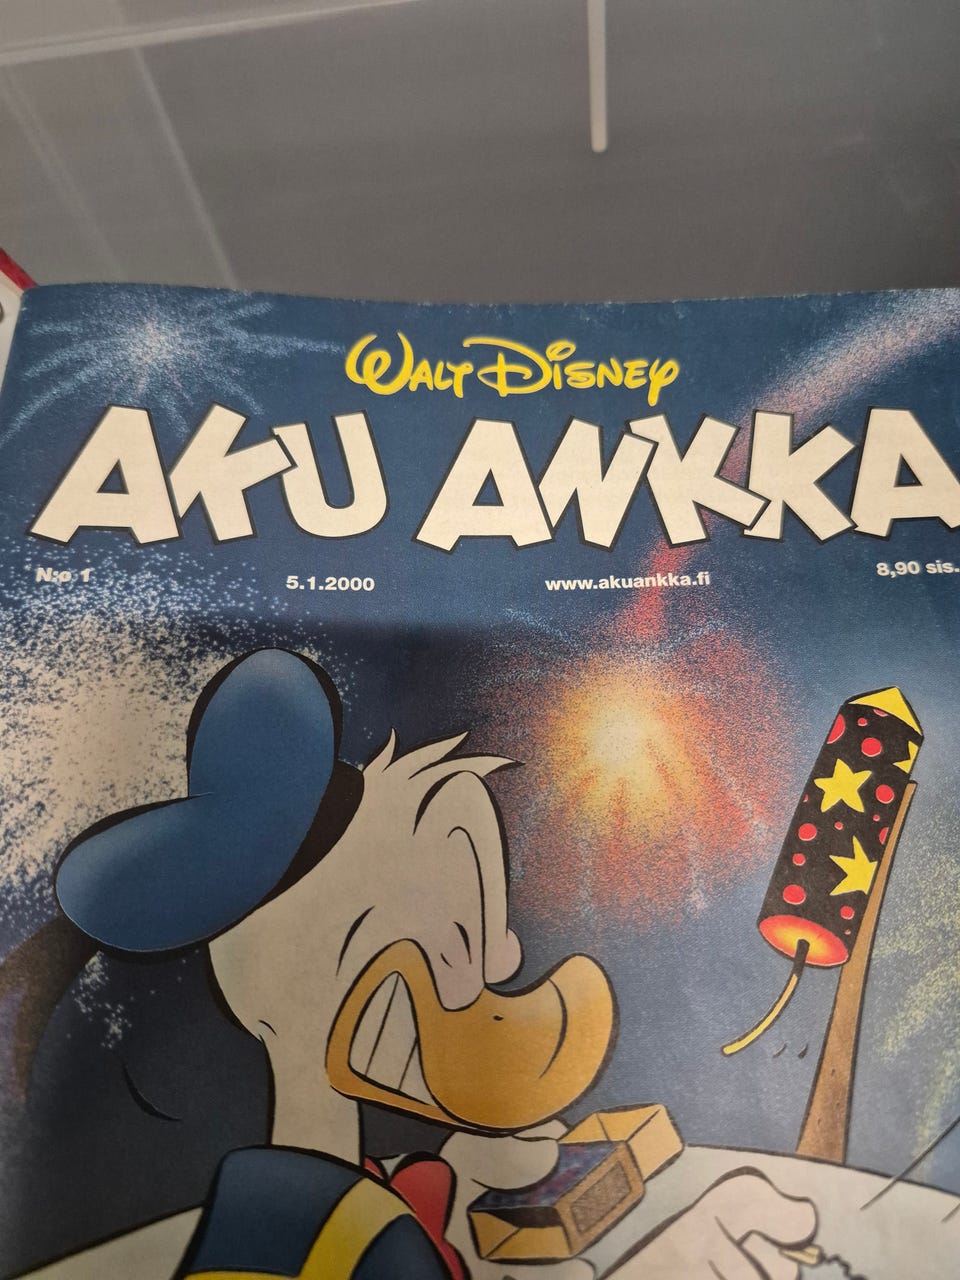 WALT DISNEY
AKU ANKKA
N:o 1 5.1.2000 www.akuankka.fi 8,90 sis.